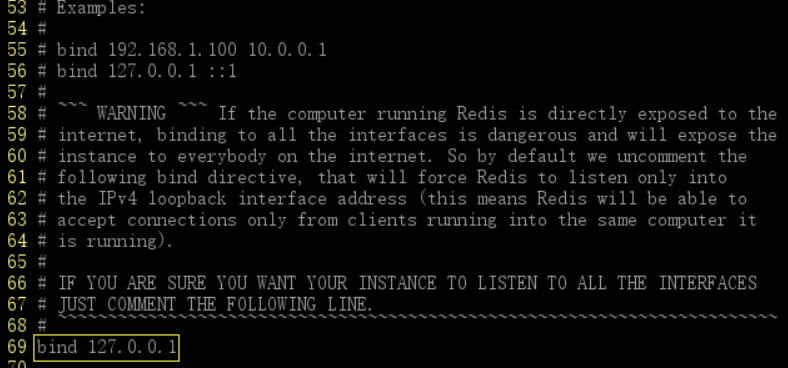 53 # Examples:
54 #
55 # bind 192.168.1.100 10.0.0.1
56 # bind 127.0.0.1 ::1
57 #
58 # ~~~ WARNING ~~~ If the computer running Redis is directly exposed to the
59 # internet, binding to all the interfaces is dangerous and will expose the
60 # instance to everybody on the internet. So by default we uncomment the
61 # following bind directive, that will force Redis to listen only into
62 # the IPv4 loopback interface address (this means Redis will be able to
63 # accept connections only from clients running into the same computer it
64 # is running).
65 #
66 # IF YOU ARE SURE YOU WANT YOUR INSTANCE TO LISTEN TO ALL THE INTERFACES
67 # JUST COMMENT THE FOLLOWING LINE.
68 # ~~~~~~~~~~~~~~~~~~~~~~~~~~~~~~~~~~~~~~~~~~~~~~~~~~~~~~~~~~~~~~~~~~~~~~~~
69 bind 127.0.0.1
70